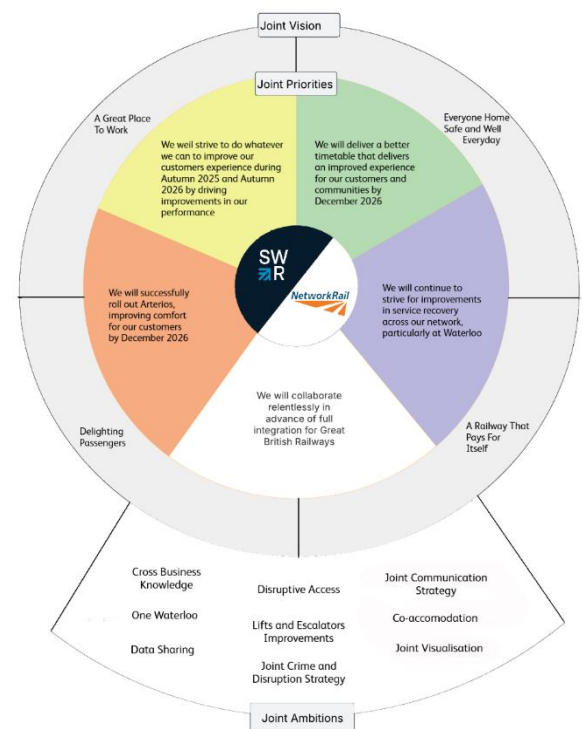 Joint Vision
Joint Priorities
A Great Place
To Work
Everyone Home
Safe and Well
Everyday
We weil strive to do whatever
we can to improve our
customers experience during
Autumn 2025 and Autumn
2026 by driving
improvements in our
performance
We will deliver a better
timetable that delivers
an improved experience
for our customers and
communities by
December 2026
SW
R
NetworkRail
We will successfully
roll out Arterios,
improving comfort
for our customers
by December 2026
We will continue to
strive for improvements
in service recovery
across our network,
particularly at Waterloo
We will collaborate
relentlessly in
advance of full
integration for Great
British Railways
Delighting
Passengers
A Railway That
Pays For
Itself
Cross Business
Knowledge
One Waterloo
Data Sharing
Disruptive Access
Lifts and Escalators
Improvements
Joint Crime and
Disruption Strategy
Joint Communication
Strategy
Co-accomodation
Joint Visualisation
Joint Ambitions